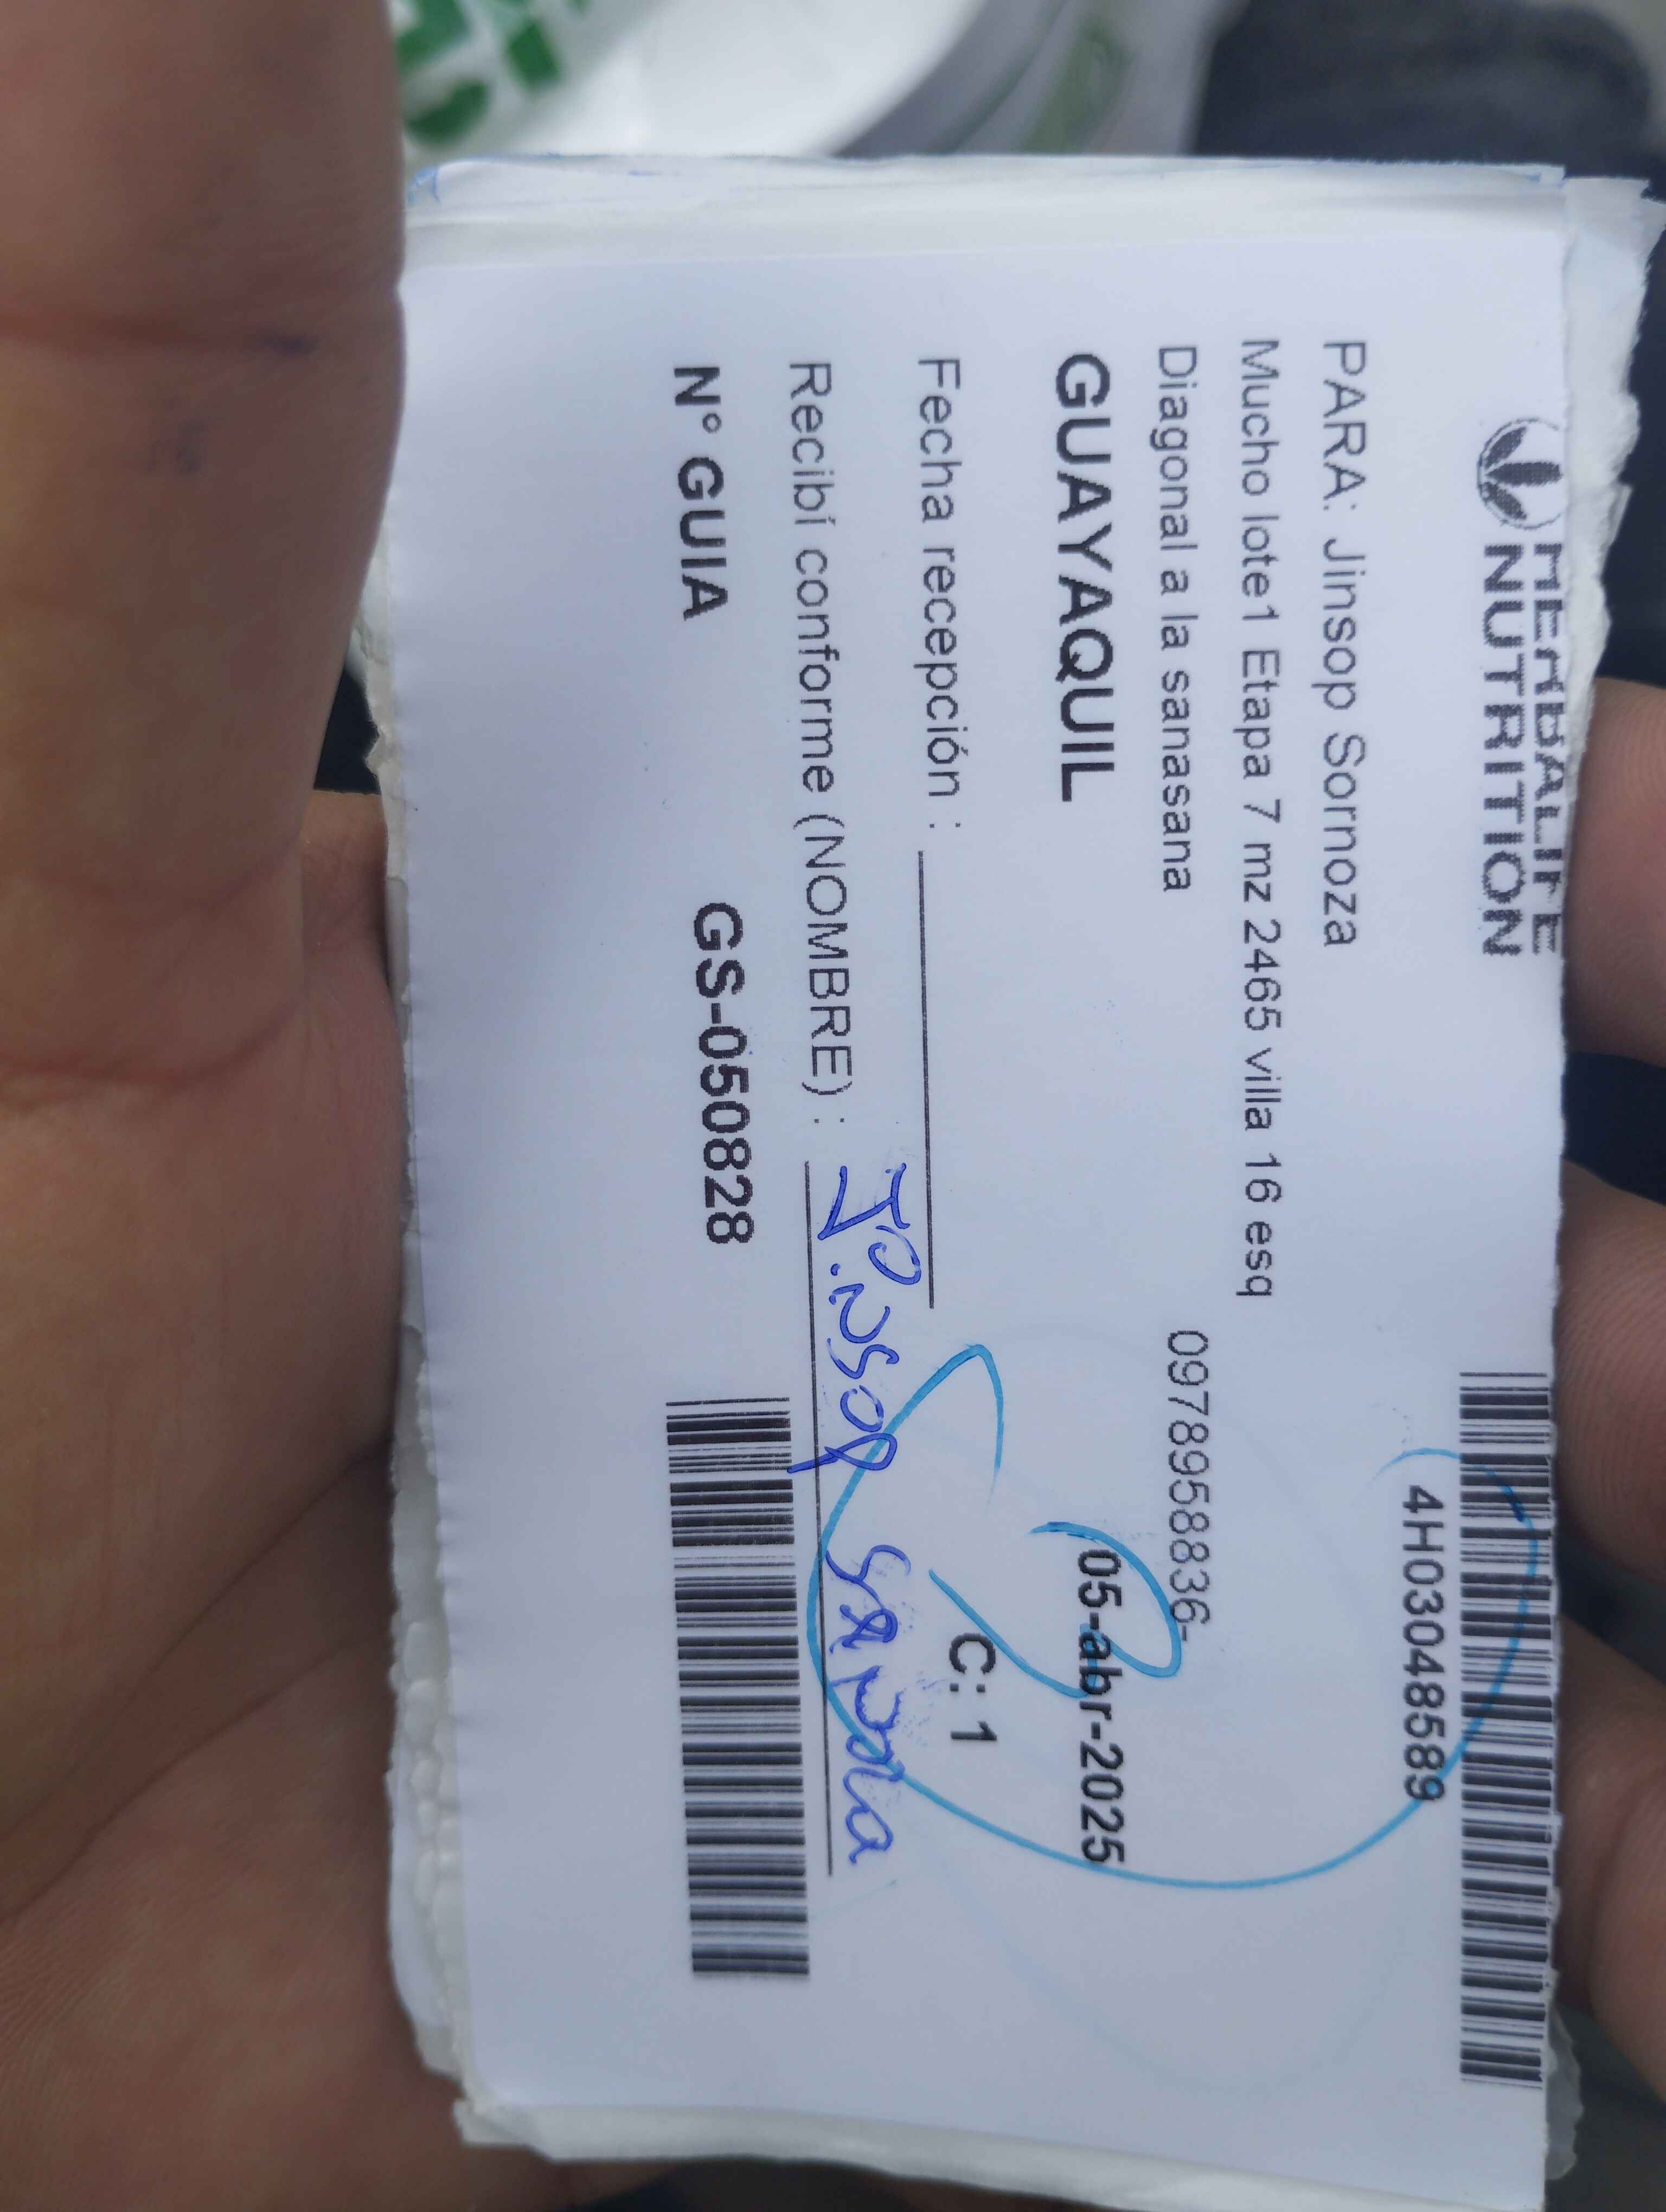 HERBALIFE
NUTRITION
4H03048589
PARA: Jinsop Sornoza
Mucho lote1 Etapa 7 mz 2465 villa 16 esq
Diagonal a la sanasana 0978958836-
GUAYAQUIL 05-abr-2025
Fecha recepción : C: 1
Recibí conforme (NOMBRE) : Jinsop
N° GUIA GS-050828